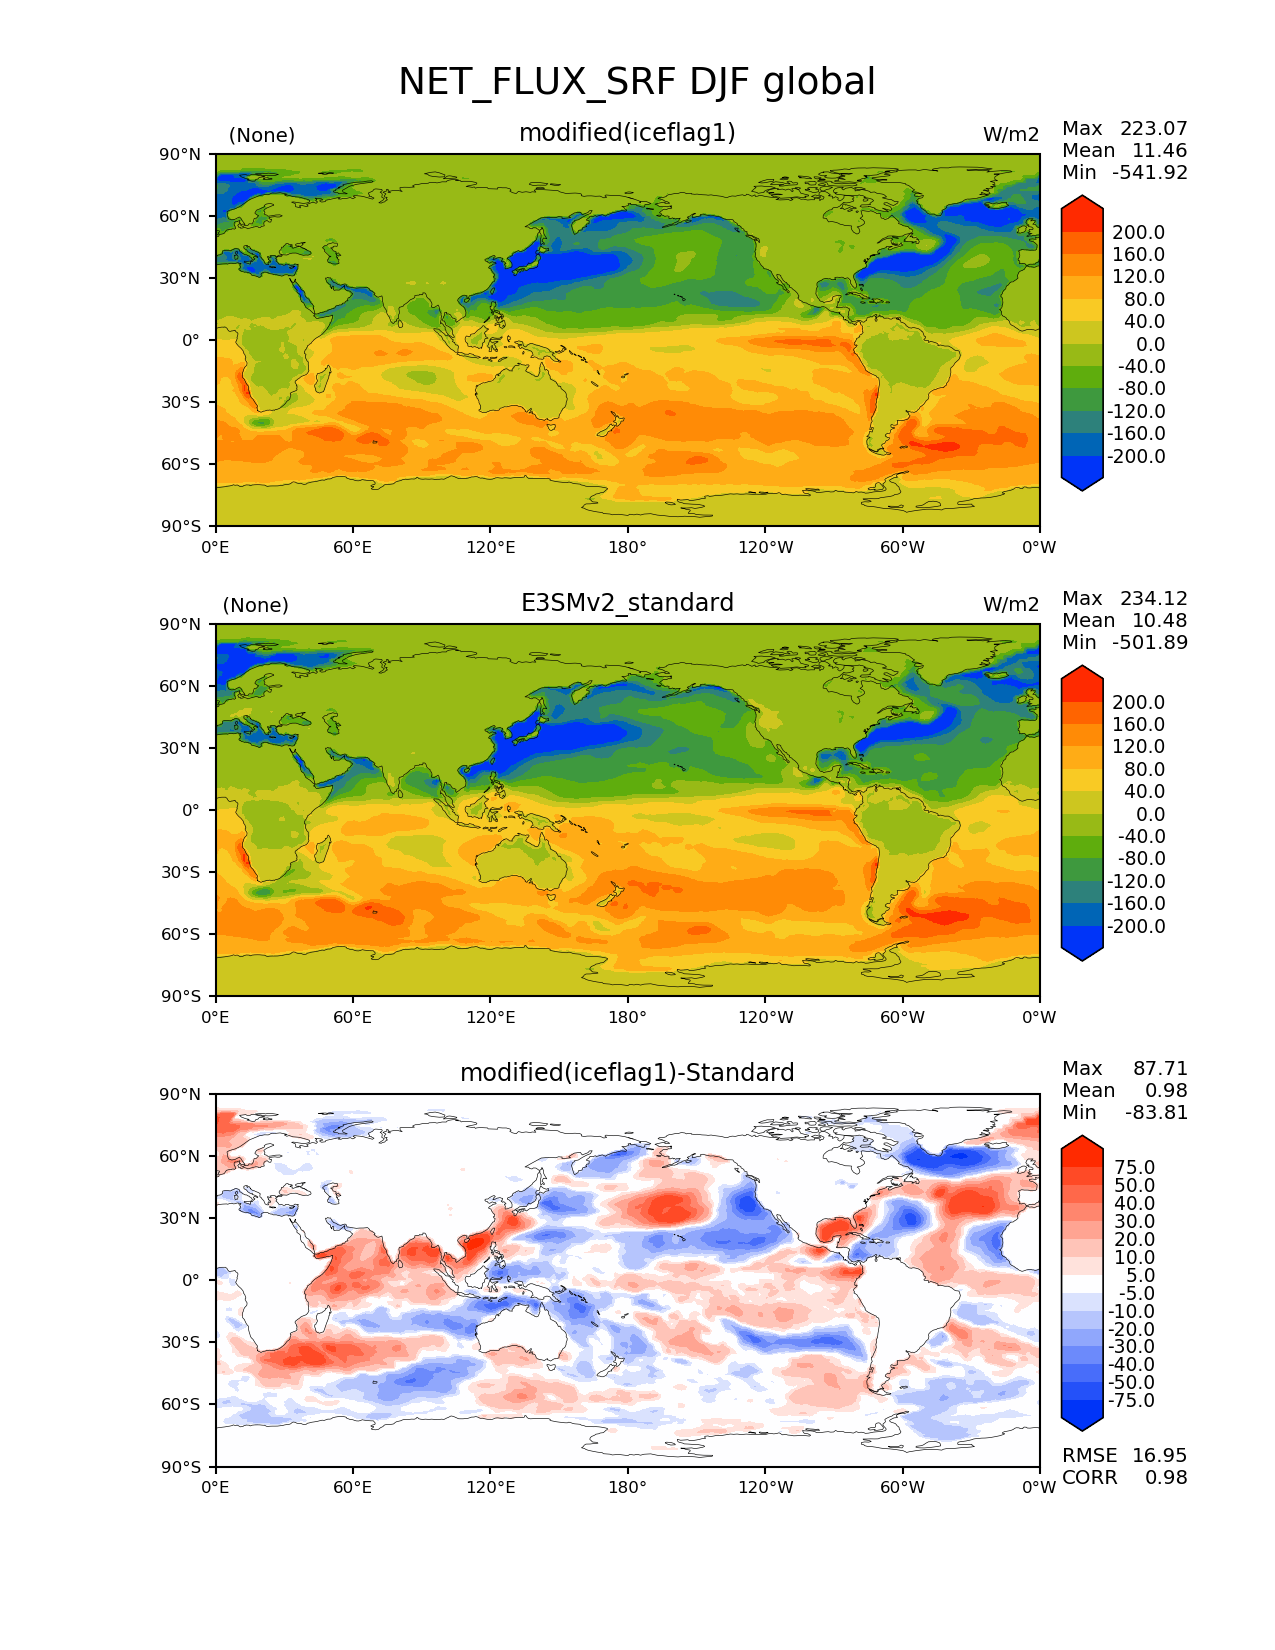 NET_FLUX_SRF DJF global
(None) modified(iceflag1) W/m2
Max 223.07
Mean 11.46
Min -541.92
90°N
60°N
30°N
0°
30°S
60°S
90°S
0°E 60°E 120°E 180° 120°W 60°W 0°W
200.0
160.0
120.0
80.0
40.0
0.0
-40.0
-80.0
-120.0
-160.0
-200.0
(None) E3SMv2_standard W/m2
Max 234.12
Mean 10.48
Min -501.89
90°N
60°N
30°N
0°
30°S
60°S
90°S
0°E 60°E 120°E 180° 120°W 60°W 0°W
200.0
160.0
120.0
80.0
40.0
0.0
-40.0
-80.0
-120.0
-160.0
-200.0
modified(iceflag1)-Standard
Max 87.71
Mean 0.98
Min -83.81
90°N
60°N
30°N
0°
30°S
60°S
90°S
0°E 60°E 120°E 180° 120°W 60°W 0°W
75.0
50.0
40.0
30.0
20.0
10.0
5.0
-5.0
-10.0
-20.0
-30.0
-40.0
-50.0
-75.0
RMSE 16.95
CORR 0.98